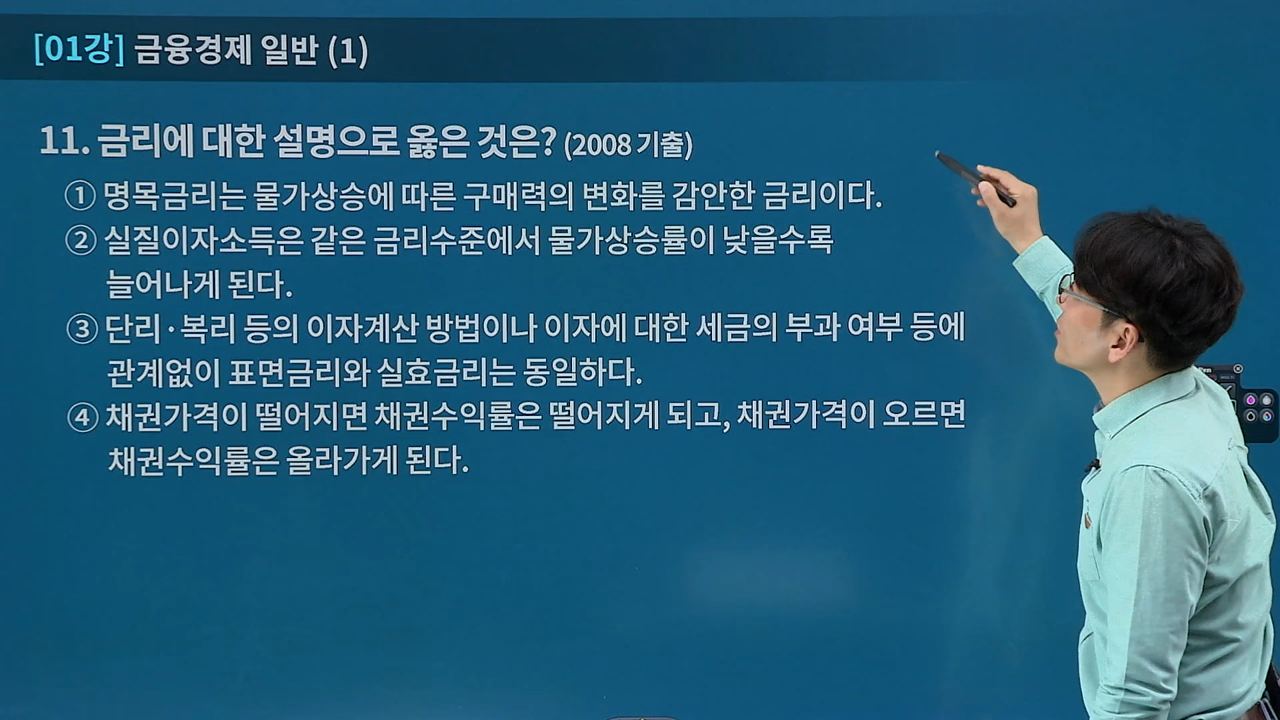 [01강] 금융경제 일반 (1)
11. 금리에 대한 설명으로 옳은 것은? (2008 기출)
① 명목금리는 물가상승에 따른 구매력의 변화를 감안한 금리이다.
② 실질이자소득은 같은 금리수준에서 물가상승률이 낮을수록
늘어나게 된다.
③ 단리·복리 등의 이자계산 방법이나 이자에 대한 세금의 부과 여부 등에
관계없이 표면금리와 실효금리는 동일하다.
④ 채권가격이 떨어지면 채권수익률은 떨어지게 되고, 채권가격이 오르면
채권수익률은 올라가게 된다.